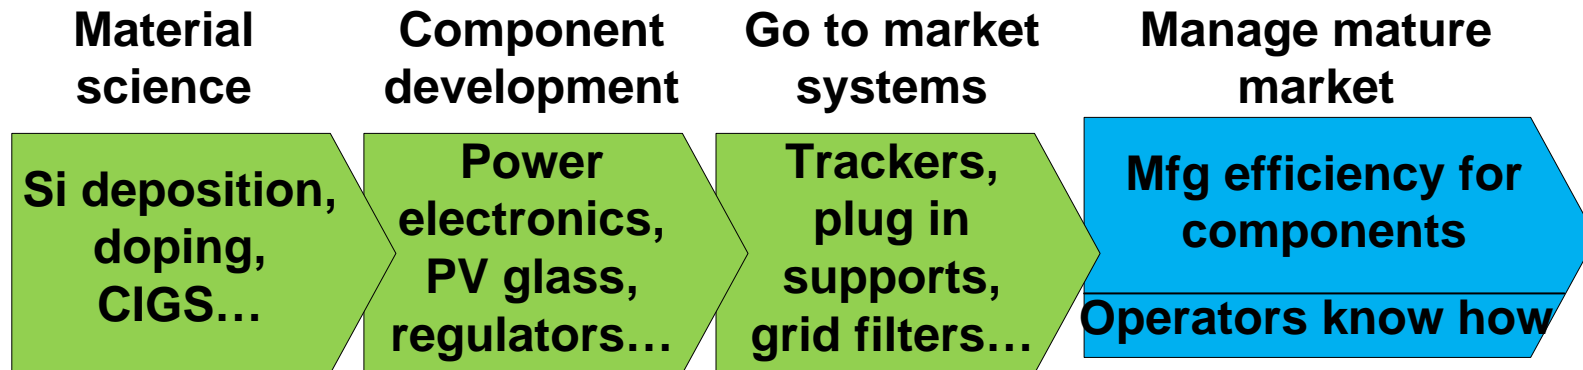 Material
science
Component
development
Go to market
systems
Manage mature
market
Si deposition,
doping,
CIGS…
Power
electronics,
PV glass,
regulators…
Trackers,
plug in
supports,
grid filters…
Mfg efficiency for
components
Operators know how